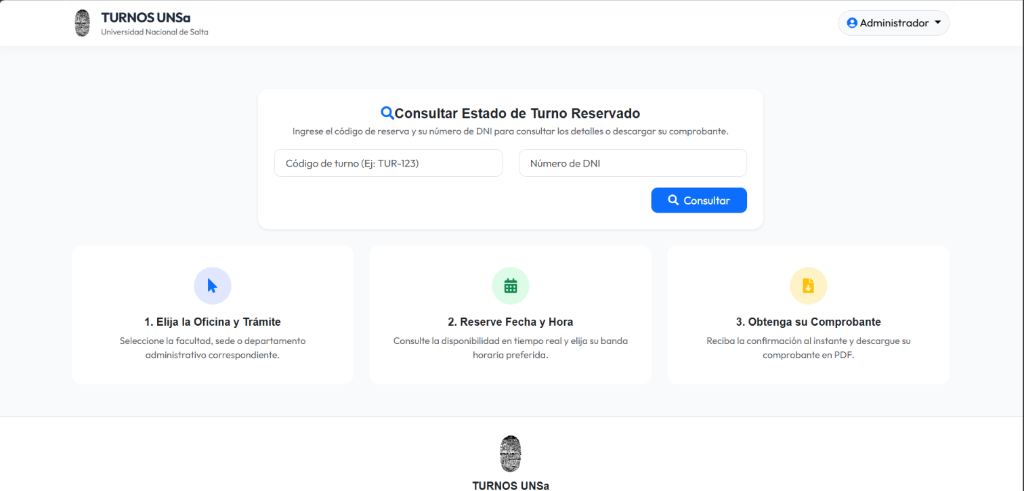 TURNOS UNSa
Universidad Nacional de Salta
Administrador
Consultar Estado de Turno Reservado
Ingrese el código de reserva y su número de DNI para consultar los detalles o descargar su comprobante.
Código de turno (Ej: TUR-123)
Número de DNI
Consultar
1. Elija la Oficina y Trámite
Seleccione la facultad, sede o departamento
administrativo correspondiente.
2. Reserve Fecha y Hora
Consulte la disponibilidad en tiempo real y elija su banda
horaria preferida.
3. Obtenga su Comprobante
Reciba la confirmación al instante y descargue su
comprobante en PDF.
TURNOS UNSa